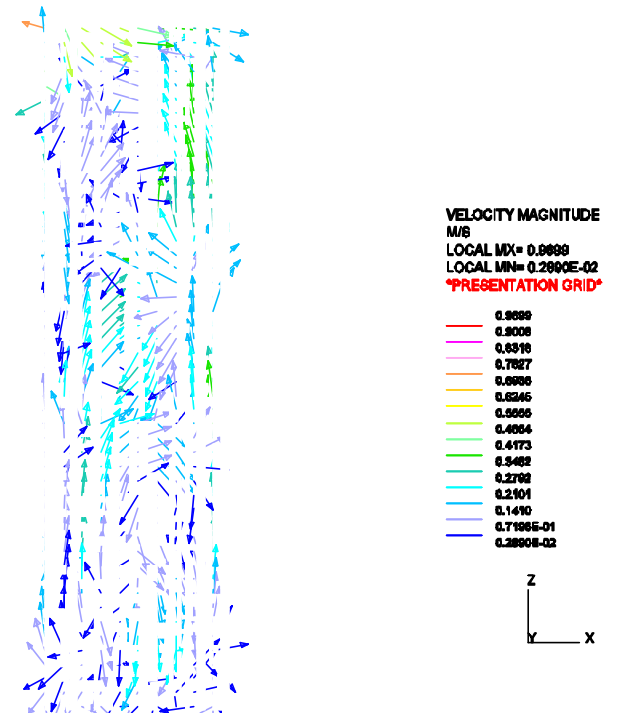 VELOCITY MAGNITUDE
M/S
LOCAL MX= 0.9699
LOCAL MN= 0.2890E-02
*PRESENTATION GRID*
0.9699
0.9008
0.8318
0.7627
0.6936
0.6245
0.5555
0.4864
0.4173
0.3482
0.2792
0.2101
0.1410
0.7196E-01
0.2890E-02
Z
Y X